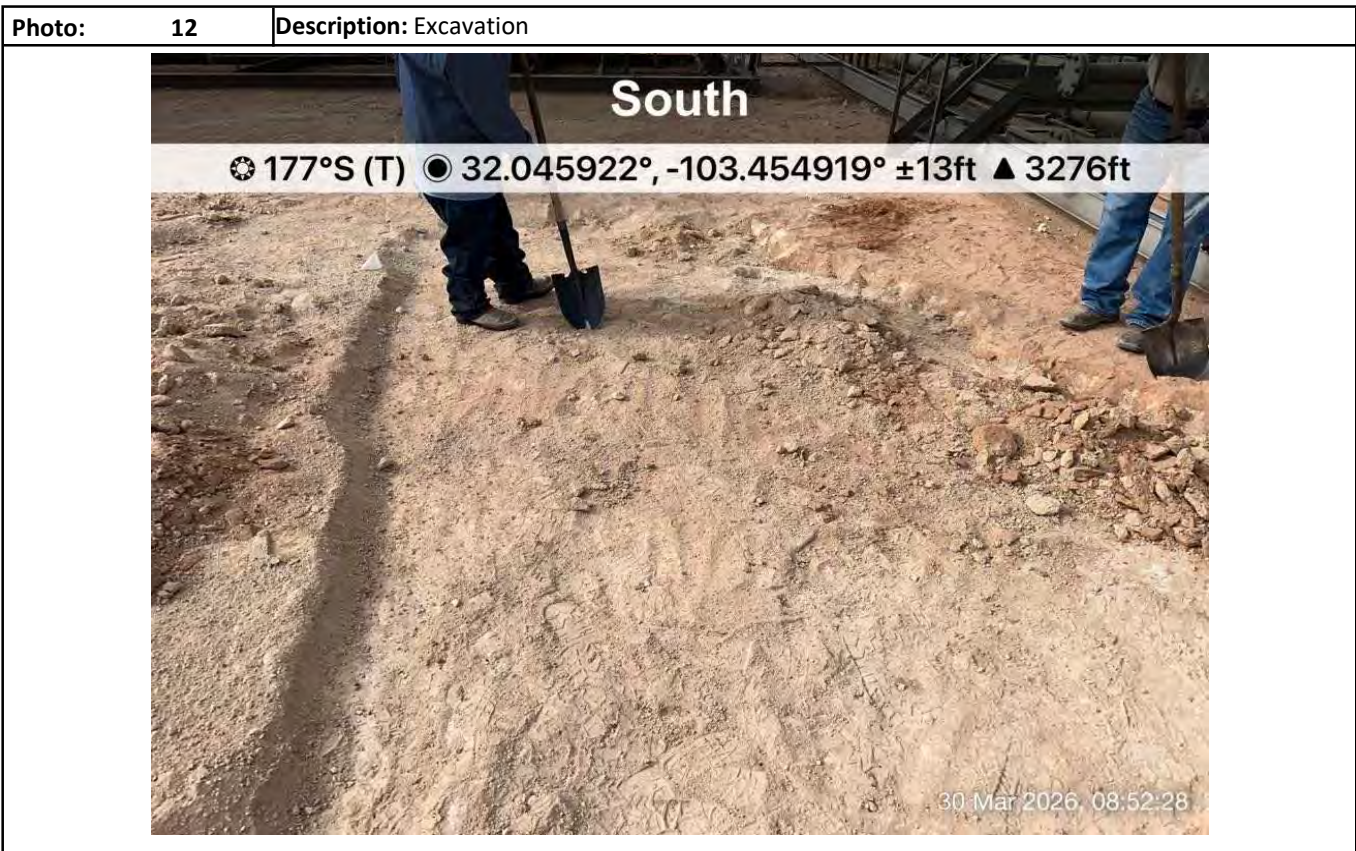 Photo: 12 Description: Excavation
South
177°S (T) 32.045922°, -103.454919° ±13ft ▲ 3276ft
30 Mar 2026, 08:52:28